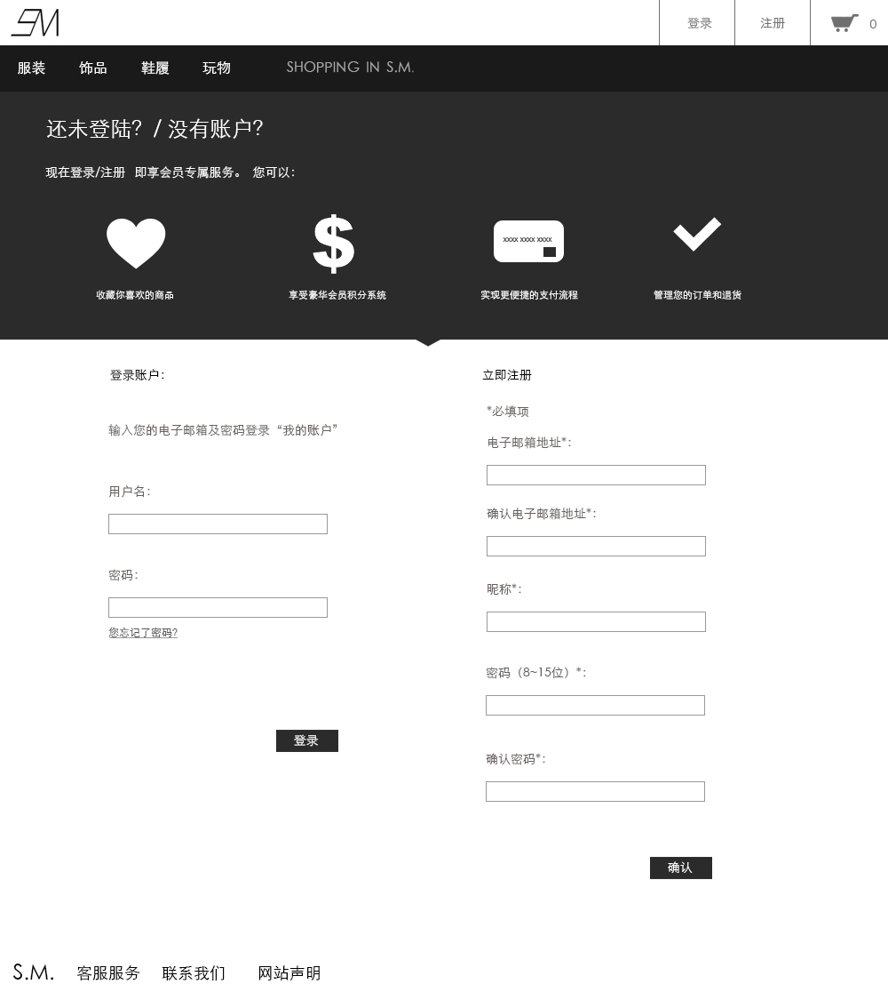 SM 登录 注册 0
服装 饰品 鞋履 玩物 SHOPPING IN S.M.
还未登陆? / 没有账户?
现在登录/注册 即享会员专属服务。 您可以:
XXXX XXXX XXXX
收藏你喜欢的商品 享受豪华会员积分系统 实现更便捷的支付流程 管理您的订单和退货
登录账户:
输入您的电子邮箱及密码登录“我的账户”
用户名:
密码:
您忘记了密码?
登录
立即注册
*必填项
电子邮箱地址*:
确认电子邮箱地址*:
昵称*:
密码(8~15位)*:
确认密码*:
确认
S.M. 客服服务 联系我们 网站声明